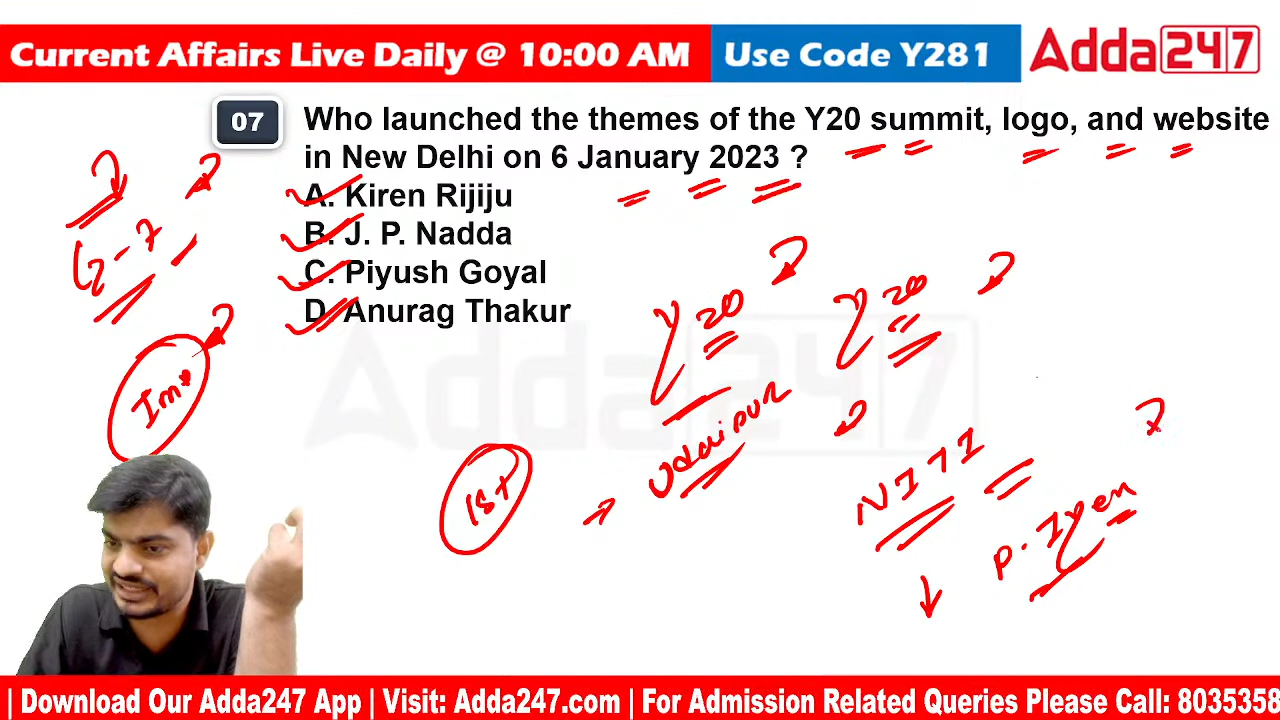 Current Affairs Live Daily @ 10:00 AM Use Code Y281 Adda247
07 Who launched the themes of the Y20 summit, logo, and website
in New Delhi on 6 January 2023 ?
A. Kiren Rijiju
B. J. P. Nadda
C. Piyush Goyal
D. Anurag Thakur
G-7
Y20 Y20
Imp
Adda247
Udaipur
1st
NITI
P. Iyer
| Download Our Adda247 App | Visit: Adda247.com | For Admission Related Queries Please Call: 8035358